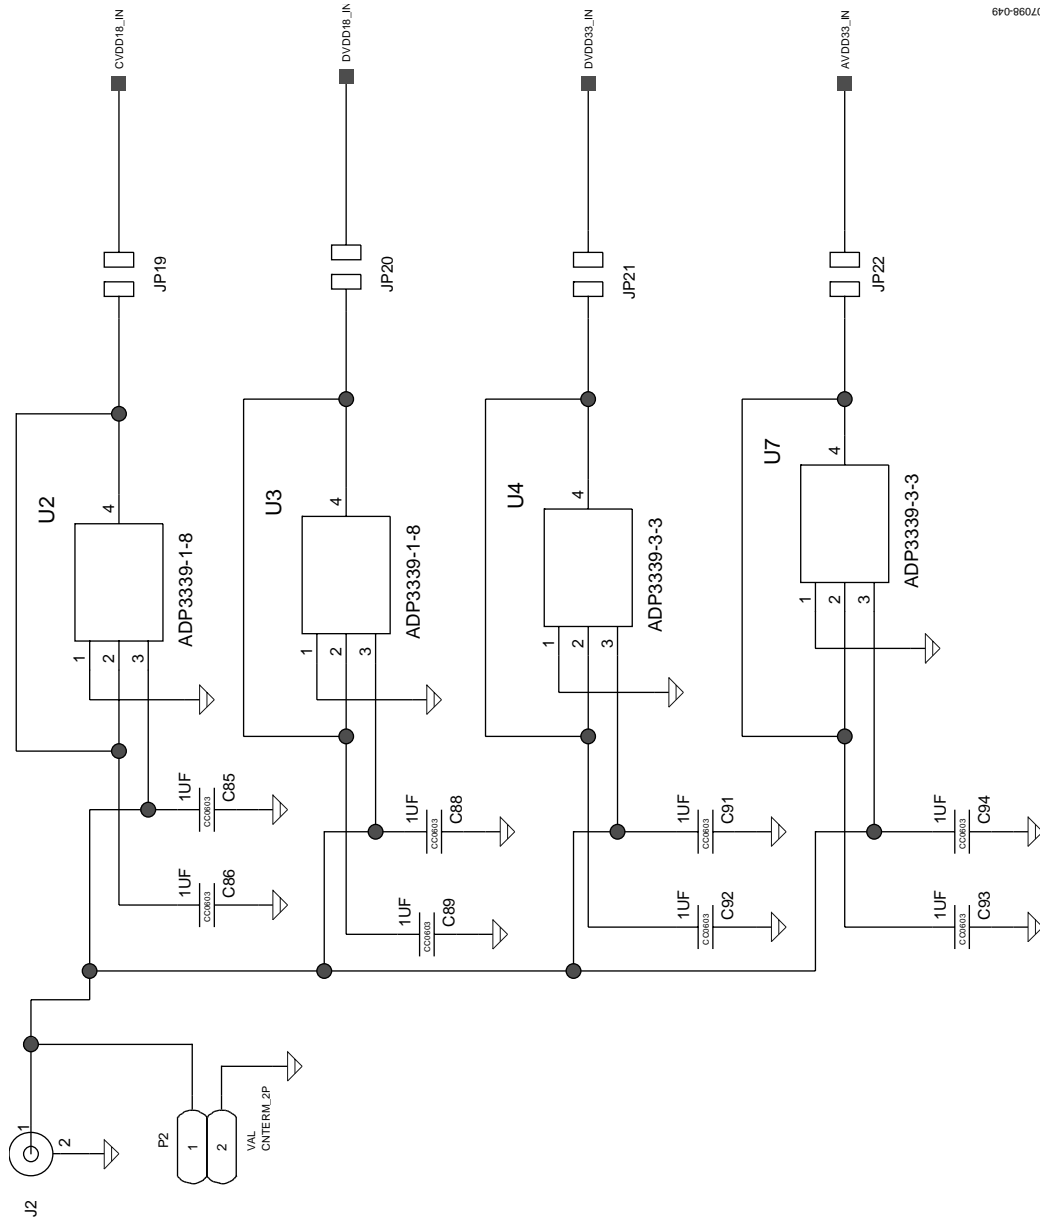 07098-049
CVDD18_IN
DVDD18_IN
DVDD33_IN
AVDD33_IN
JP19
JP20
JP21
JP22
U2
4
ADP3339-1-8
1
2
3
U3
4
ADP3339-1-8
1
2
3
U4
4
ADP3339-3-3
1
2
3
U7
4
ADP3339-3-3
1
2
3
1UF
CC0603
C85
1UF
CC0603
C86
1UF
CC0603
C88
1UF
CC0603
C89
1UF
CC0603
C91
1UF
CC0603
C92
1UF
CC0603
C94
1UF
CC0603
C93
J2
1
2
P2
1
2
VAL
CNTERM_2P